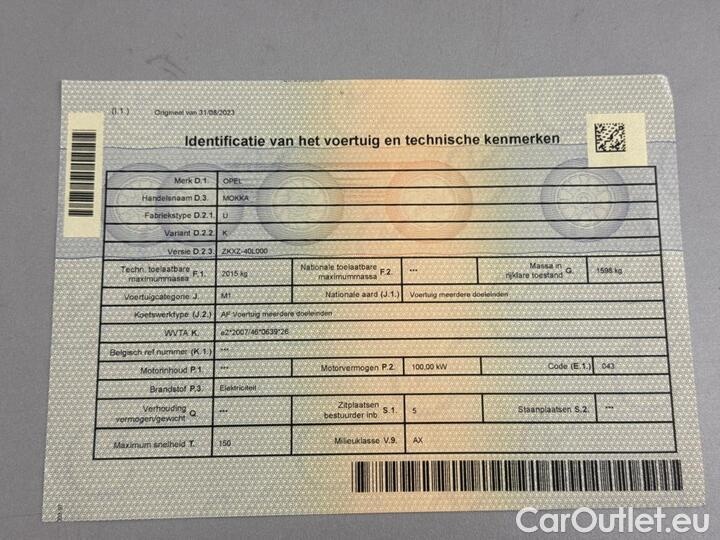 (I.1.) Origineel van 31/08/2023
Identificatie van het voertuig en technische kenmerken
Merk D.1. OPEL
Handelsnaam D.3. MOKKA
Fabriekstype D.2.1. U
Variant D.2.2. K
Versie D.2.3. ZKXZ-40L000
Techn. toelaatbare maximummassa F.1. 2015 kg Nationale toelaatbare maximummassa F.2. *** Massa in rijklare toestand G. 1598 kg
Voertuigcategorie J. M1 Nationale aard (J.1.) Voertuig meerdere doeleinden
Koetswerktype (J.2.) AF Voertuig meerdere doeleinden
WVTA K. e2*2007/46*0639*26
Belgisch ref.nummer (K.1.) ***
Motorinhoud P.1. *** Motorvermogen P.2. 100,00 kW Code (E.1.) 043
Brandstof P.3. Elektriciteit
Verhouding vermogen/gewicht Q. *** Zitplaatsen bestuurder inb S.1. 5 Staanplaatsen S.2. ***
Maximum snelheid T. 150 Milieuklasse V.9. AX
CarOutlet.eu